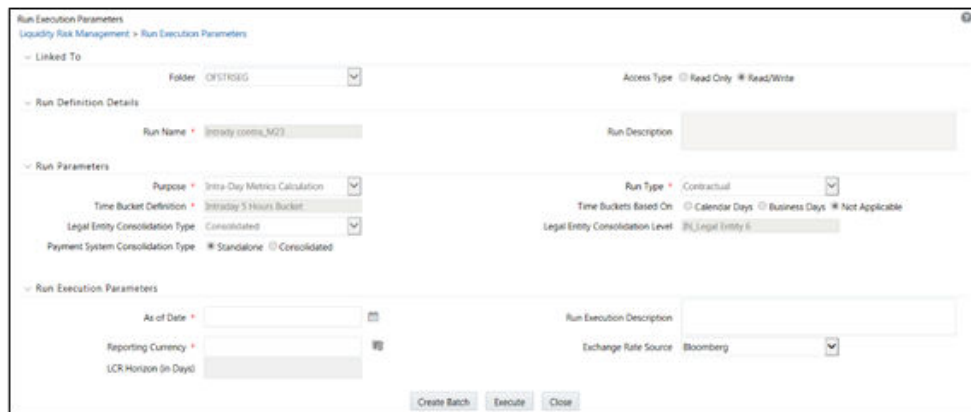 Run Execution Parameters
Liquidity Risk Management > Run Execution Parameters
Linked To
Folder OFSTRISEG Access Type Read Only Read/Write
Run Definition Details
Run Name * Intrady contra_M23 Run Description
Run Parameters
Purpose * Intra-Day Metrics Calculation Run Type * Contractual
Time Bucket Definition * Intraday 5 Hours Bucket Time Buckets Based On Calendar Days Business Days Not Applicable
Legal Entity Consolidation Type Consolidated Legal Entity Consolidation Level IN_Legal Entity 6
Payment System Consolidation Type Standalone Consolidated
Run Execution Parameters
As of Date * Run Execution Description
Reporting Currency * Exchange Rate Source Bloomberg
LCR Horizon (in Days)
Create Batch Execute Close